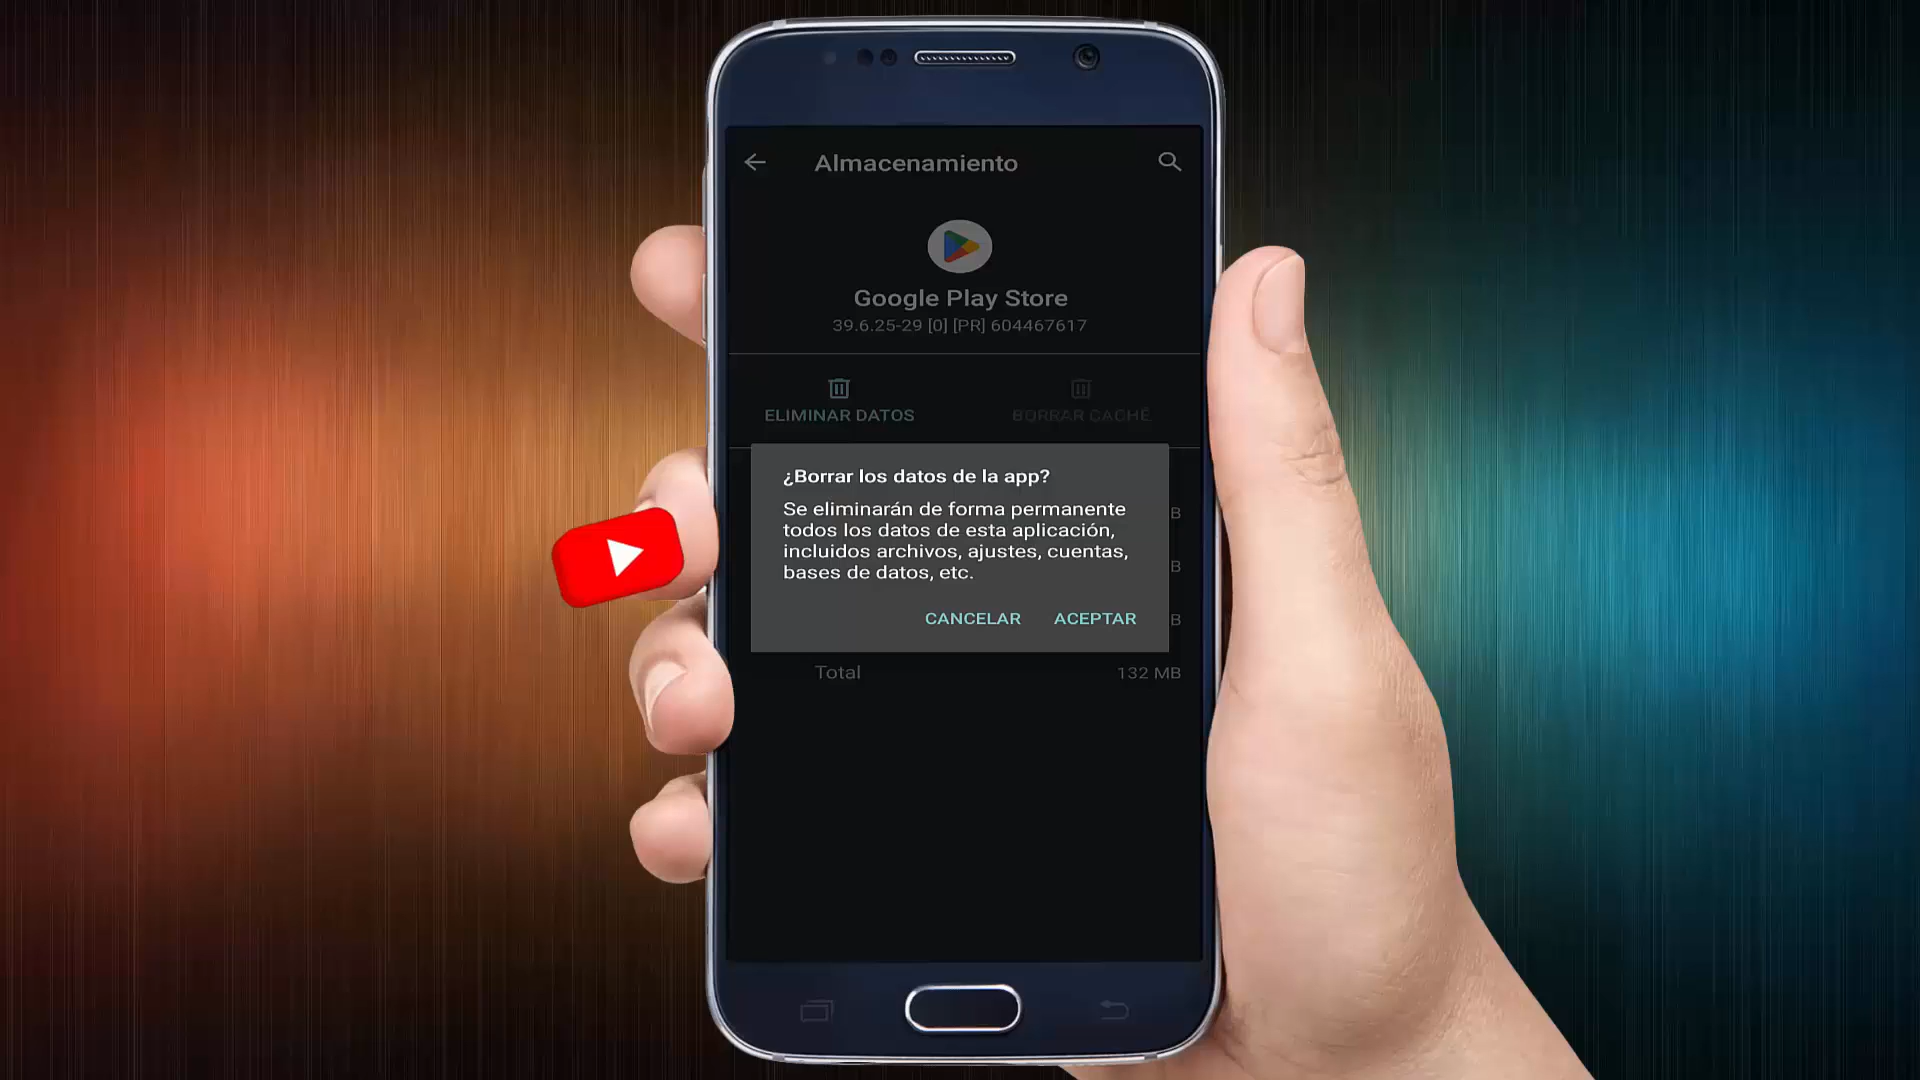 Almacenamiento
Google Play Store
39.6.25-29 [0] [PR] 604467617
ELIMINAR DATOS
BORRAR CACHÉ
¿Borrar los datos de la app?
Se eliminarán de forma permanente
todos los datos de esta aplicación,
incluidos archivos, ajustes, cuentas,
bases de datos, etc.
CANCELAR ACEPTAR
B
B
B
Total 132 MB